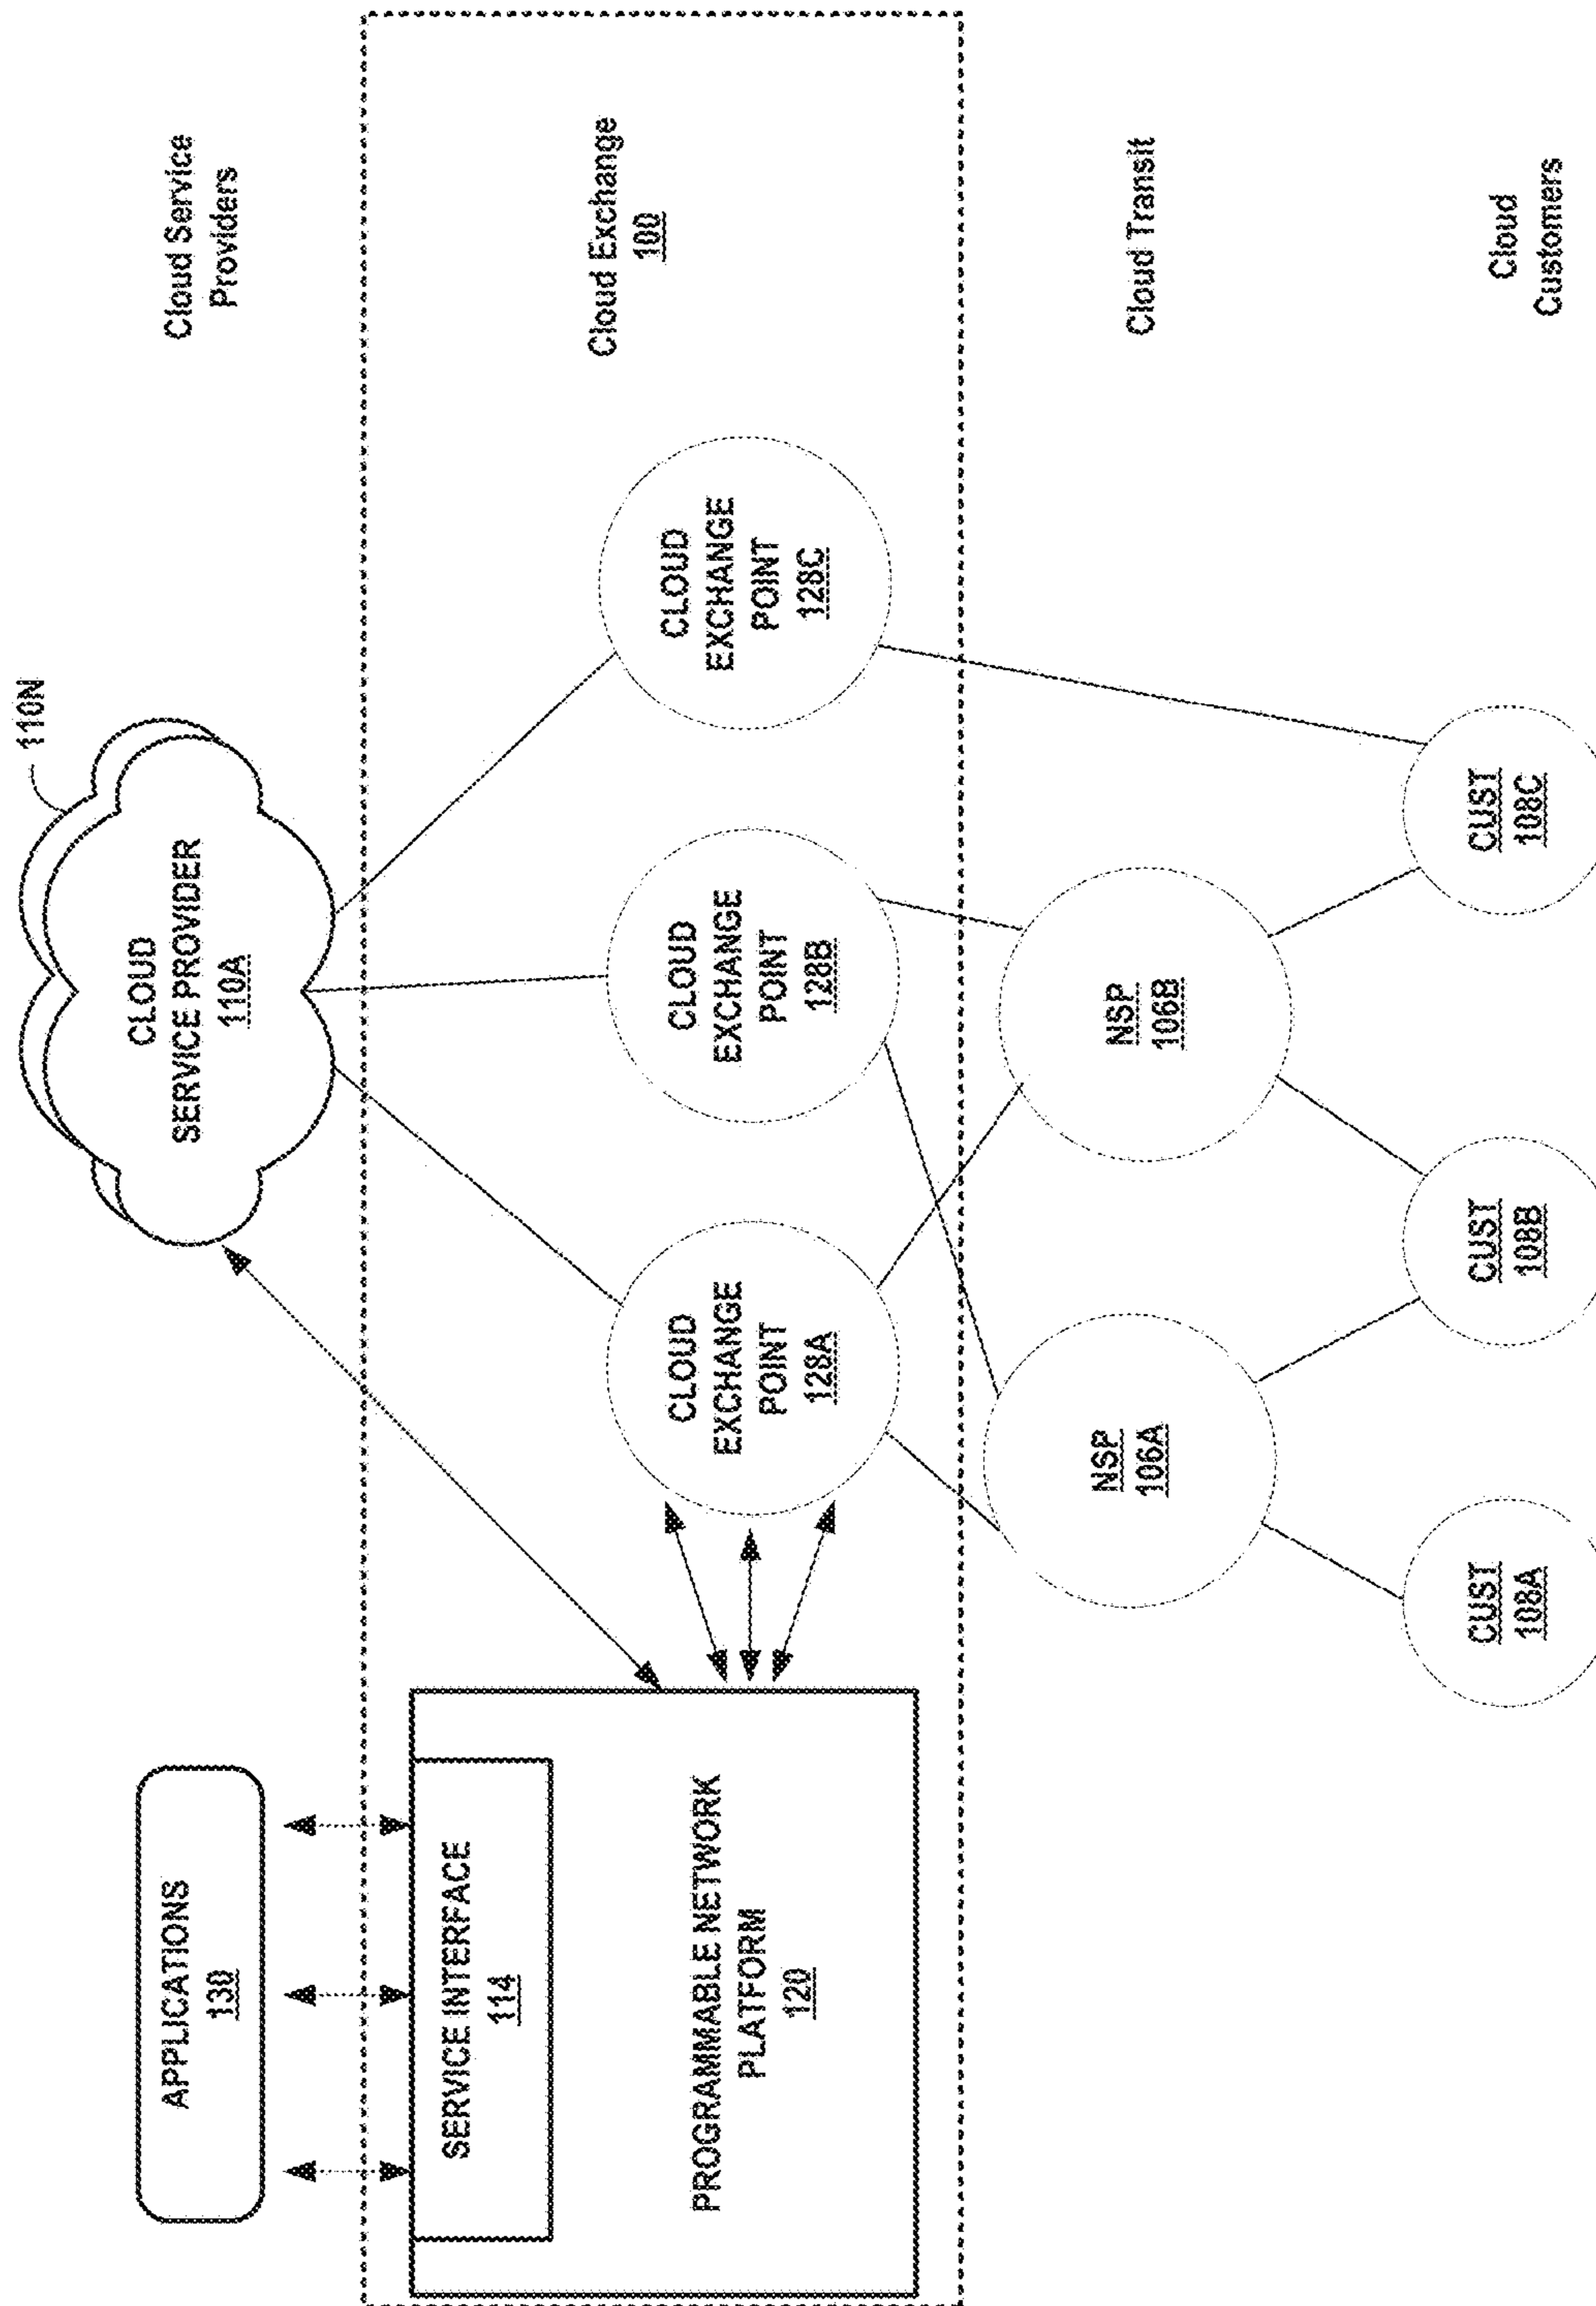 110N
CLOUD
SERVICE PROVIDER
110A
Cloud Service
Providers
APPLICATIONS
130
SERVICE INTERFACE
114
PROGRAMMABLE NETWORK
PLATFORM
120
CLOUD
EXCHANGE
POINT
128A
CLOUD
EXCHANGE
POINT
128B
CLOUD
EXCHANGE
POINT
128C
Cloud Exchange
100
NSP
106A
NSP
106B
Cloud Transit
CUST
108A
CUST
108B
CUST
108C
Cloud
Customers